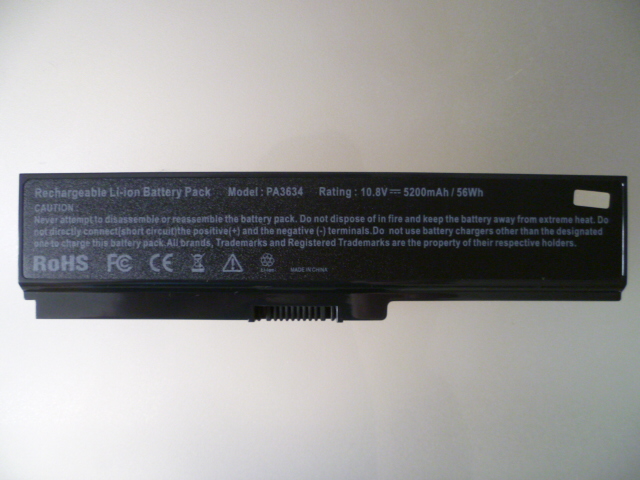 Rechargeable Li-ion Battery Pack Model : PA3634 Rating : 10.8V 5200mAh / 56Wh
CAUTION :
Never attempt to disassemble or reassemble the battery pack. Do not dispose of in fire and keep the battery away from extreme heat. Do
not directly connect(short circuit)the positive(+) and the negative (-) terminals.Do not use battery chargers other than the designated
one to charge this battery pack.All brands, Trademarks and Registered Trademarks are the property of their respective holders.
RoHS FC CE Li-ion MADE IN CHINA